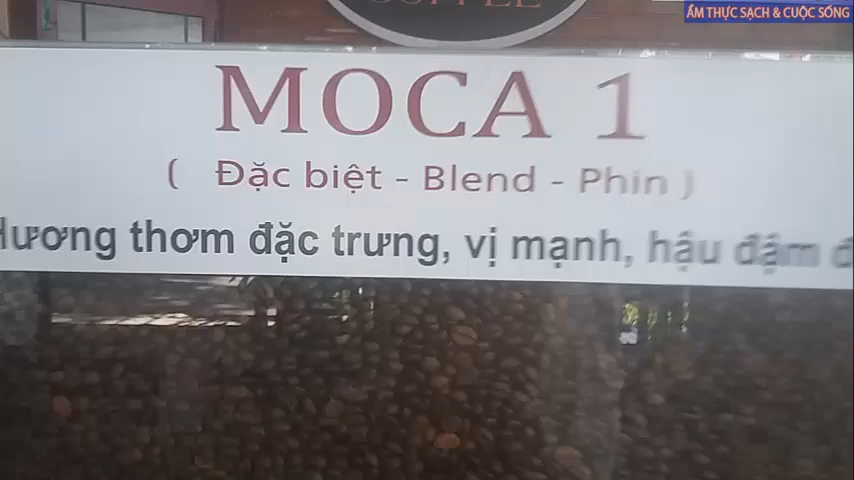 ẨM THỰC SẠCH & CUỘC SỐNG
MOCA 1
( Đặc biệt - Blend - Phin )
Hương thơm đặc trưng, vị mạnh, hậu đậm